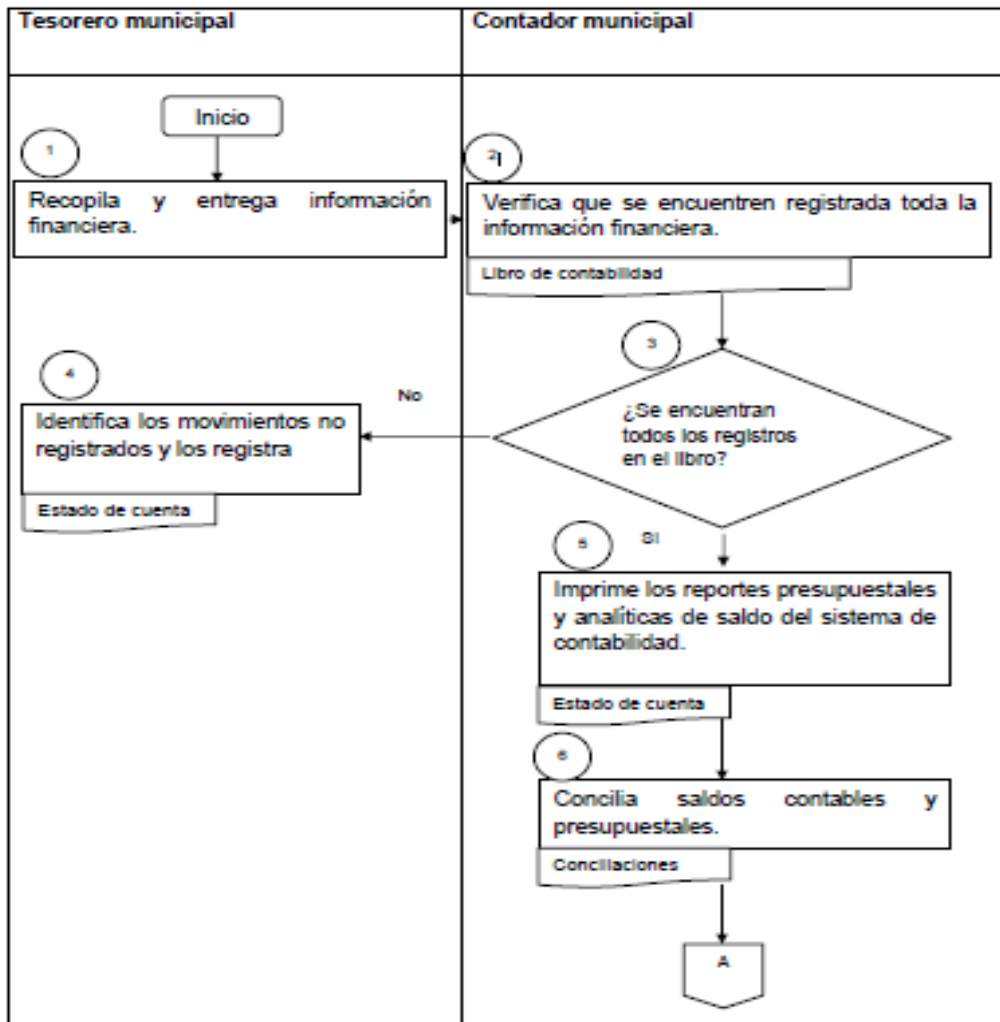 Tesorero municipal
Contador municipal
Inicio
1
Recopila y entrega información
financiera.
2
Verifica que se encuentren registrada toda la
información financiera.
Libro de contabilidad
3
¿Se encuentran
todos los registros
en el libro?
No
4
Identifica los movimientos no
registrados y los registra
Estado de cuenta
Si
5
Imprime los reportes presupuestales
y analíticas de saldo del sistema de
contabilidad.
Estado de cuenta
6
Concilia saldos contables y
presupuestales.
Conciliaciones
A